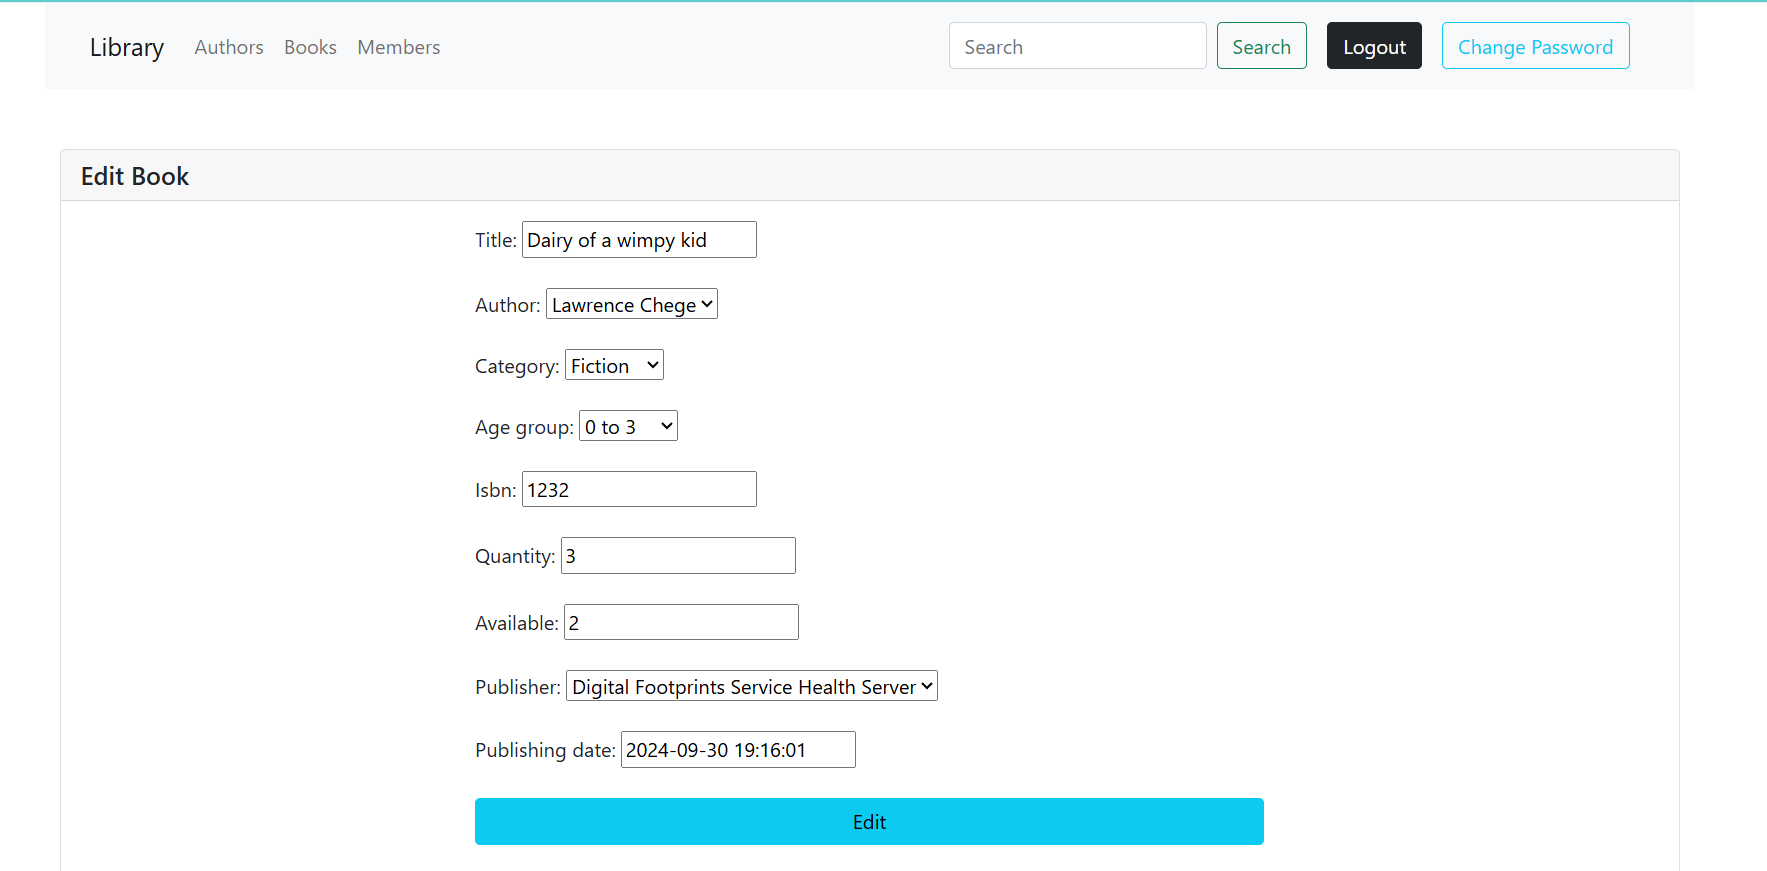 Library Authors Books Members Search Search Logout Change Password
Edit Book
Title: Dairy of a wimpy kid
Author: Lawrence Chege
Category: Fiction
Age group: 0 to 3
Isbn: 1232
Quantity: 3
Available: 2
Publisher: Digital Footprints Service Health Server
Publishing date: 2024-09-30 19:16:01
Edit